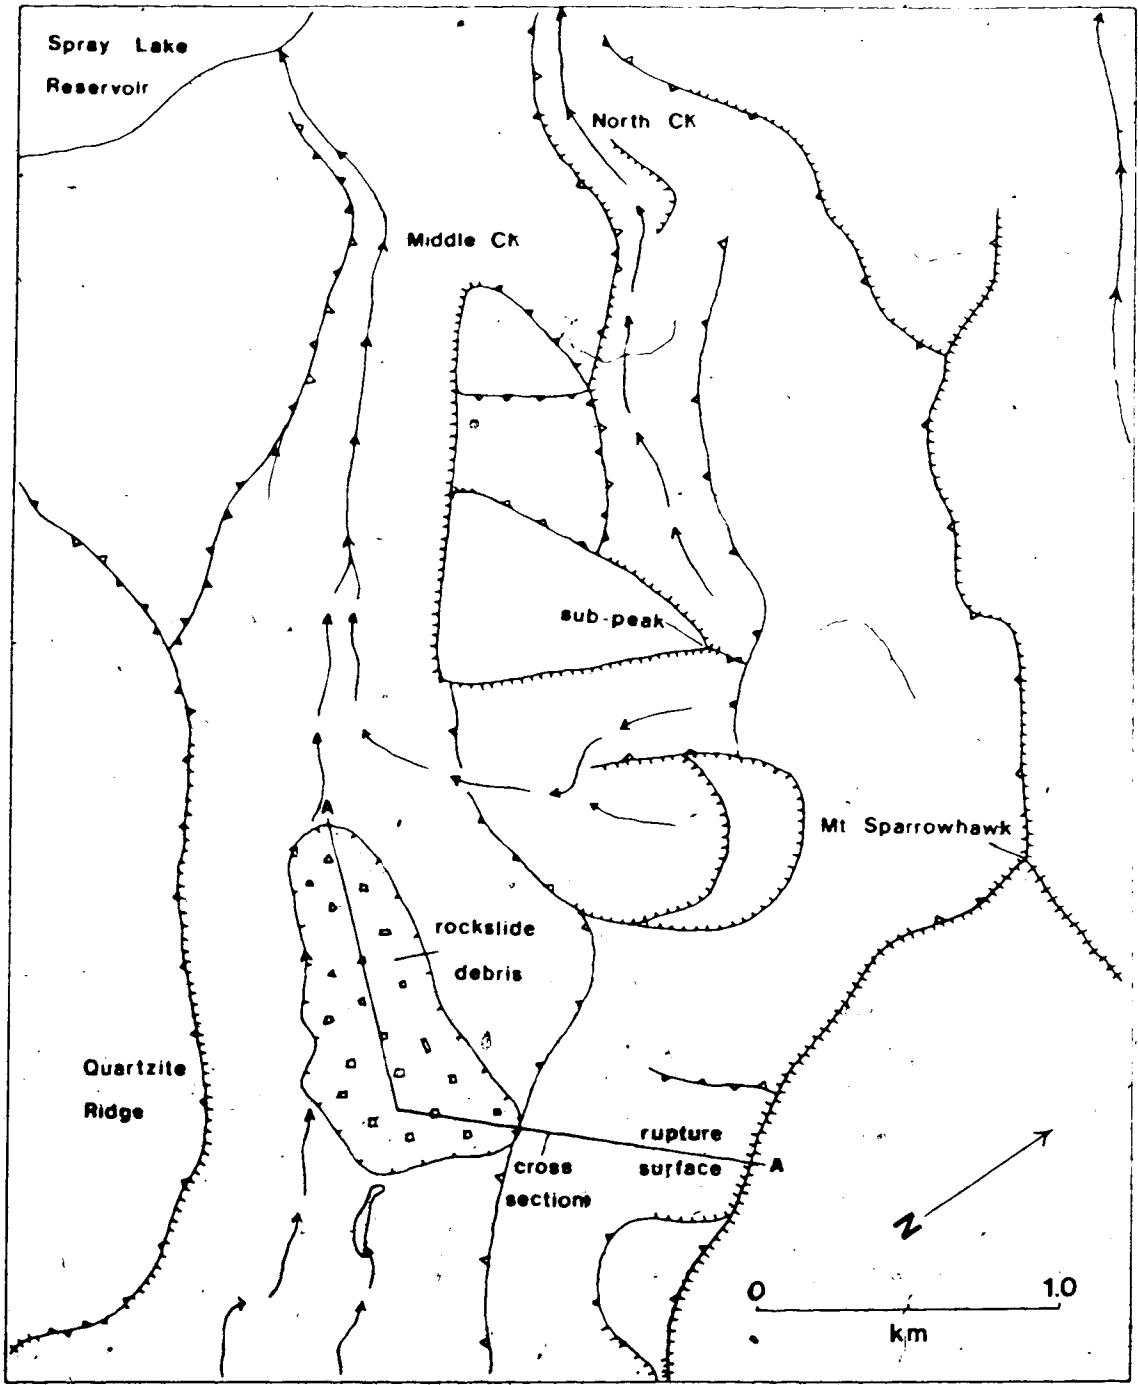 Spray Lake
Reservoir
North CK
Middle CK
sub-peak
A
Mt Sparrowhawk
rockslide
debris
Quartzite
Ridge
rupture
surface
A
cross
section
N
0
1.0
km